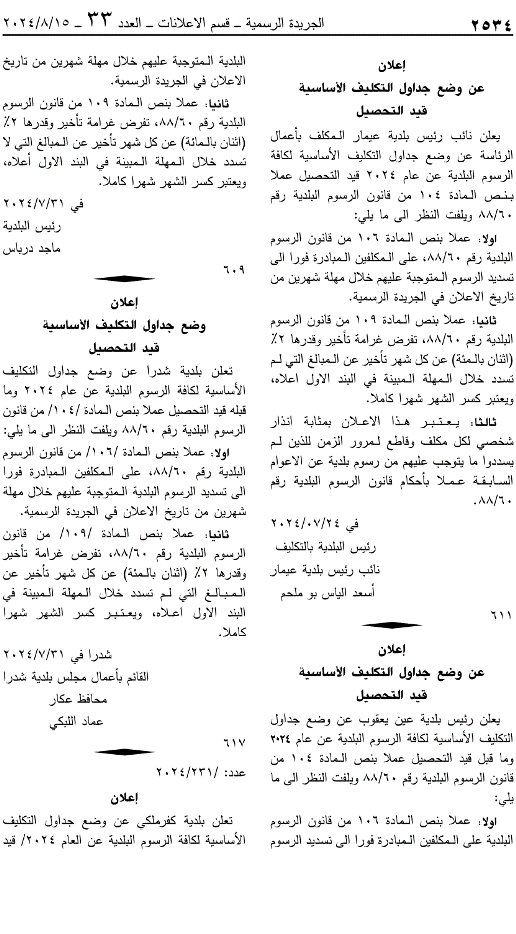 ٢٥٣٤
الجريدة الرسمية – قسم الاعلانات – العدد ٣٣ – ٢٠٢٤/٨/١٥
إعلان
عن وضع جداول التكليف الأساسية
قيد التحصيل
يعلن نائب رئيس بلدية عيمار المكلف بأعمال
الرئاسة عن وضع جداول التكليف الأساسية لكافة
الرسوم البلدية عن عام ٢٠٢٤ قيد التحصيل عملا
بنص المادة ١٠٤ من قانون الرسوم البلدية رقم
٨٨/٦٠ ويلفت النظر الى ما يلي:
اولا: عملا بنص المادة ١٠٦ من قانون الرسوم
البلدية رقم ٨٨/٦٠، على المكلفين المبادرة فورا الى
تسديد الرسوم المتوجبة عليهم خلال مهلة شهرين من
تاريخ الاعلان في الجريدة الرسمية.
ثانيا: عملا بنص المادة ١٠٩ من قانون الرسوم
البلدية رقم ٨٨/٦٠، تفرض غرامة تأخير وقدرها ٢٪
(اثنان بالمئة) عن كل شهر تأخير عن المبالغ التي لم
تسدد خلال المهلة المبينة في البند الاول اعلاه،
ويعتبر كسر الشهر شهرا كاملا.
ثالثا: يعتبر هذا الاعلان بمثابة انذار
شخصي لكل مكلف وقاطع لمرور الزمن للذين لم
يسددوا ما يتوجب عليهم من رسوم بلدية عن الاعوام
السابقة عملا بأحكام قانون الرسوم البلدية رقم
٨٨/٦٠.
في ٢٠٢٤/٠٧/٢٤
رئيس البلدية بالتكليف
نائب رئيس بلدية عيمار
أسعد الياس بو ملحم
٦١١
إعلان
عن وضع جداول التكليف الأساسية
قيد التحصيل
يعلن رئيس بلدية عين يعقوب عن وضع جداول
التكليف الأساسية لكافة الرسوم البلدية عن عام ٢٠٢٤
وما قبل قيد التحصيل عملا بنص المادة ١٠٤ من
قانون الرسوم البلدية رقم ٨٨/٦٠ ويلفت النظر الى ما
يلي:
اولا: عملا بنص المادة ١٠٦ من قانون الرسوم
البلدية على المكلفين المبادرة فورا الى تسديد الرسوم
البلدية المتوجبة عليهم خلال مهلة شهرين من تاريخ
الاعلان في الجريدة الرسمية.
ثانيا: عملا بنص المادة ١٠٩ من قانون الرسوم
البلدية رقم ٨٨/٦٠، تفرض غرامة تأخير وقدرها ٢٪
(اثنان بالمائة) عن كل شهر تأخير عن المبالغ التي لا
تسدد خلال المهلة المبينة في البند الاول أعلاه،
ويعتبر كسر الشهر شهرا كاملا.
في ٢٠٢٤/٧/٣١
رئيس البلدية
ماجد درباس
٦٠٩
إعلان
وضع جداول التكليف الأساسية
قيد التحصيل
تعلن بلدية شدرا عن وضع جداول التكليف
الأساسية لكافة الرسوم البلدية عن عام ٢٠٢٤ وما
قبله قيد التحصيل عملا بنص المادة /١٠٤/ من قانون
الرسوم البلدية رقم ٨٨/٦٠ ويلفت النظر الى ما يلي:
اولا: عملا بنص المادة /١٠٦/ من قانون الرسوم
البلدية رقم ٨٨/٦٠، على المكلفين المبادرة فورا
الى تسديد الرسوم البلدية المتوجبة عليهم خلال مهلة
شهرين من تاريخ الاعلان في الجريدة الرسمية.
ثانيا: عملا بنص المادة /١٠٩/ من قانون
الرسوم البلدية رقم ٨٨/٦٠، تفرض غرامة تأخير
وقدرها ٢٪ (اثنان بالمئة) عن كل شهر تأخير عن
المبالغ التي لم تسدد خلال المهلة المبينة في
البند الاول اعلاه، ويعتبر كسر الشهر شهرا
كاملا.
شدرا في ٢٠٢٤/٧/٣١
القائم بأعمال مجلس بلدية شدرا
محافظ عكار
عماد اللبكي
٦١٧
عدد: /٢٠٢٤/٢٣١
إعلان
تعلن بلدية كفرملكي عن وضع جداول التكليف
الأساسية لكافة الرسوم البلدية عن العام ٢٠٢٤/ قيد